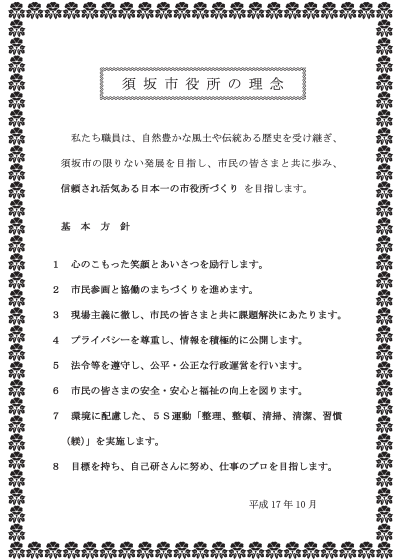 須坂市役所の理念
私たち職員は、自然豊かな風土や伝統ある歴史を受け継ぎ、
須坂市の限りない発展を目指し、市民の皆さまと共に歩み、
信頼され活気ある日本一の市役所づくり を目指します。
基本方針
1 心のこもった笑顔とあいさつを励行します。
2 市民参画と協働のまちづくりを進めます。
3 現場主義に徹し、市民の皆さまと共に課題解決にあたります。
4 プライバシーを尊重し、情報を積極的に公開します。
5 法令等を遵守し、公平・公正な行政運営を行います。
6 市民の皆さまの安全・安心と福祉の向上を図ります。
7 環境に配慮した、5S運動「整理、整頓、清掃、清潔、習慣
(躾)」を実施します。
8 目標を持ち、自己研さんに努め、仕事のプロを目指します。
平成17年10月